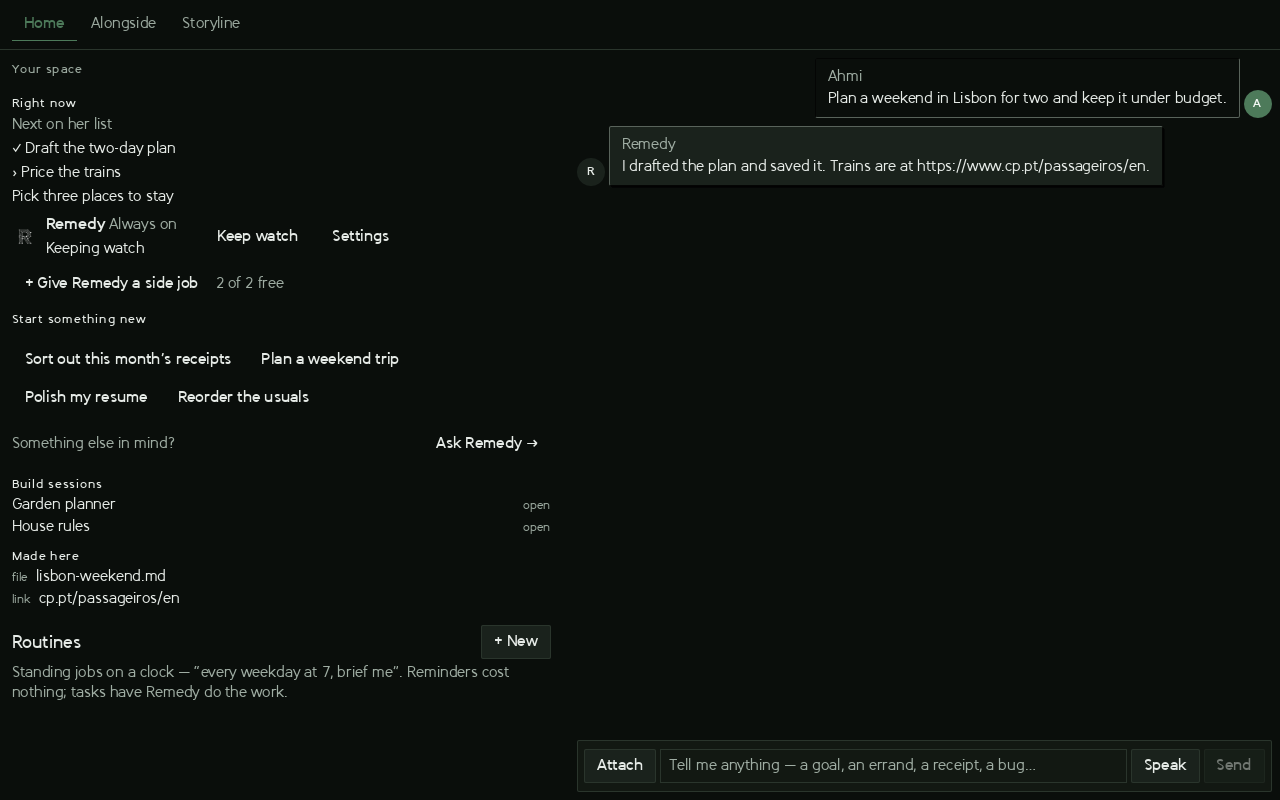 Home Alongside Storyline
Your space
Right now
Next on her list
✓ Draft the two-day plan
› Price the trains
Pick three places to stay
R Remedy Always on
Keeping watch
Keep watch Settings
+ Give Remedy a side job 2 of 2 free
Start something new
Sort out this month's receipts Plan a weekend trip
Polish my resume Reorder the usuals
Something else in mind? Ask Remedy →
Build sessions
Garden planner open
House rules open
Made here
file lisbon-weekend.md
link cp.pt/passageiros/en
Routines + New
Standing jobs on a clock — “every weekday at 7, brief me”. Reminders cost
nothing; tasks have Remedy do the work.
Ahmi
Plan a weekend in Lisbon for two and keep it under budget.
A
Remedy
R
I drafted the plan and saved it. Trains are at https://www.cp.pt/passageiros/en.
Attach Tell me anything — a goal, an errand, a receipt, a bug... Speak Send